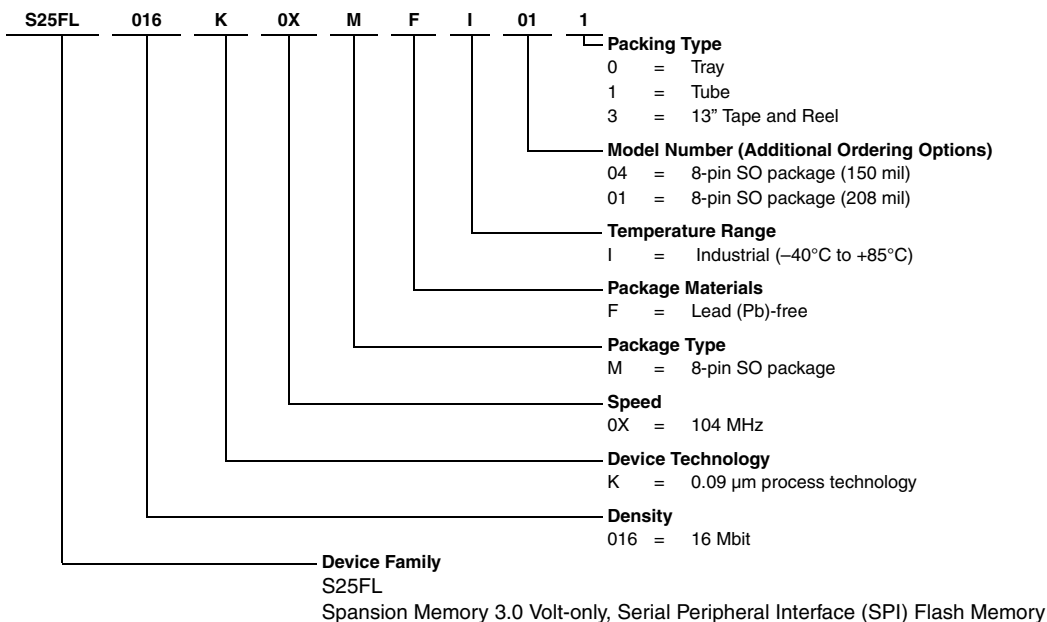 S25FL 016 K 0X M F I 01 1
Packing Type
0 = Tray
1 = Tube
3 = 13” Tape and Reel
Model Number (Additional Ordering Options)
04 = 8-pin SO package (150 mil)
01 = 8-pin SO package (208 mil)
Temperature Range
I = Industrial (–40°C to +85°C)
Package Materials
F = Lead (Pb)-free
Package Type
M = 8-pin SO package
Speed
0X = 104 MHz
Device Technology
K = 0.09 µm process technology
Density
016 = 16 Mbit
Device Family
S25FL
Spansion Memory 3.0 Volt-only, Serial Peripheral Interface (SPI) Flash Memory